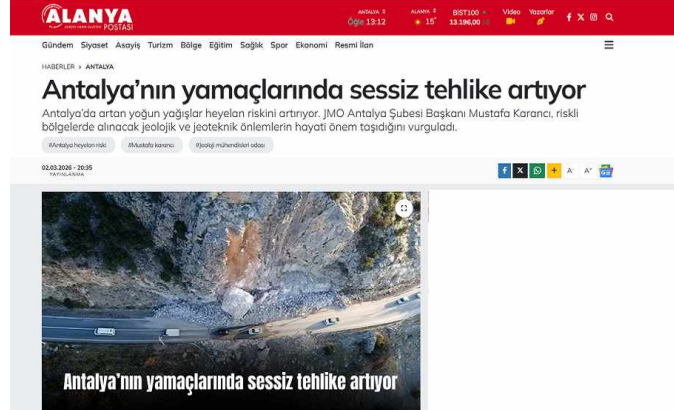 ALANYA
POSTASI
ANTALYA
Öğle 13:12
ALANYA
15°
BIST100
13.196,00
Video
Yazarlar
Gündem Siyaset Asayiş Turizm Bölge Eğitim Sağlık Spor Ekonomi Resmi İlan
HABERLER › ANTALYA
Antalya’nın yamaçlarında sessiz tehlike artıyor
Antalya’da artan yoğun yağışlar heyelan riskini artırıyor. JMO Antalya Şubesi Başkanı Mustafa Karancı, riskli
bölgelerde alınacak jeolojik ve jeoteknik önlemlerin hayati önem taşıdığını vurguladı.
#Antalya heyelan riski #Mustafa karancı #jeoloji mühendisleri odası
02.03.2026 - 20:35
YAYINLANMA
A- A+
Antalya’nın yamaçlarında sessiz tehlike artıyor